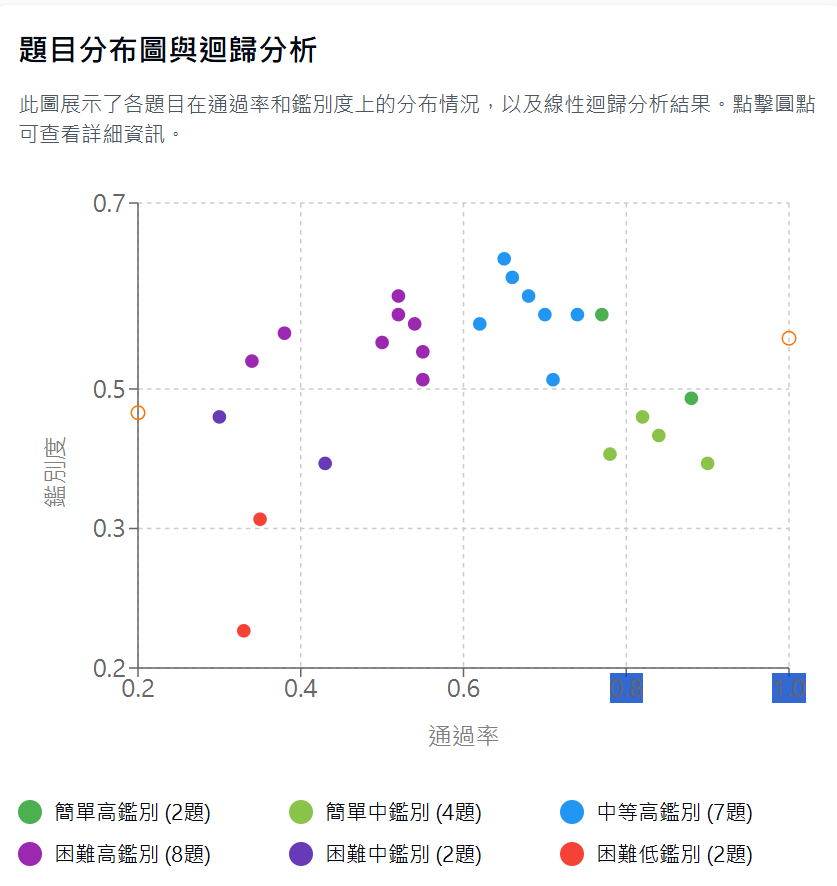 題目分布圖與迴歸分析
此圖展示了各題目在通過率和鑑別度上的分布情況，以及線性迴歸分析結果。點擊圓點
可查看詳細資訊。
0.7
0.5
鑑別度
0.3
0.2
0.2 0.4 0.6 0.8 1.0
通過率
簡單高鑑別 (2題) 簡單中鑑別 (4題) 中等高鑑別 (7題)
困難高鑑別 (8題) 困難中鑑別 (2題) 困難低鑑別 (2題)